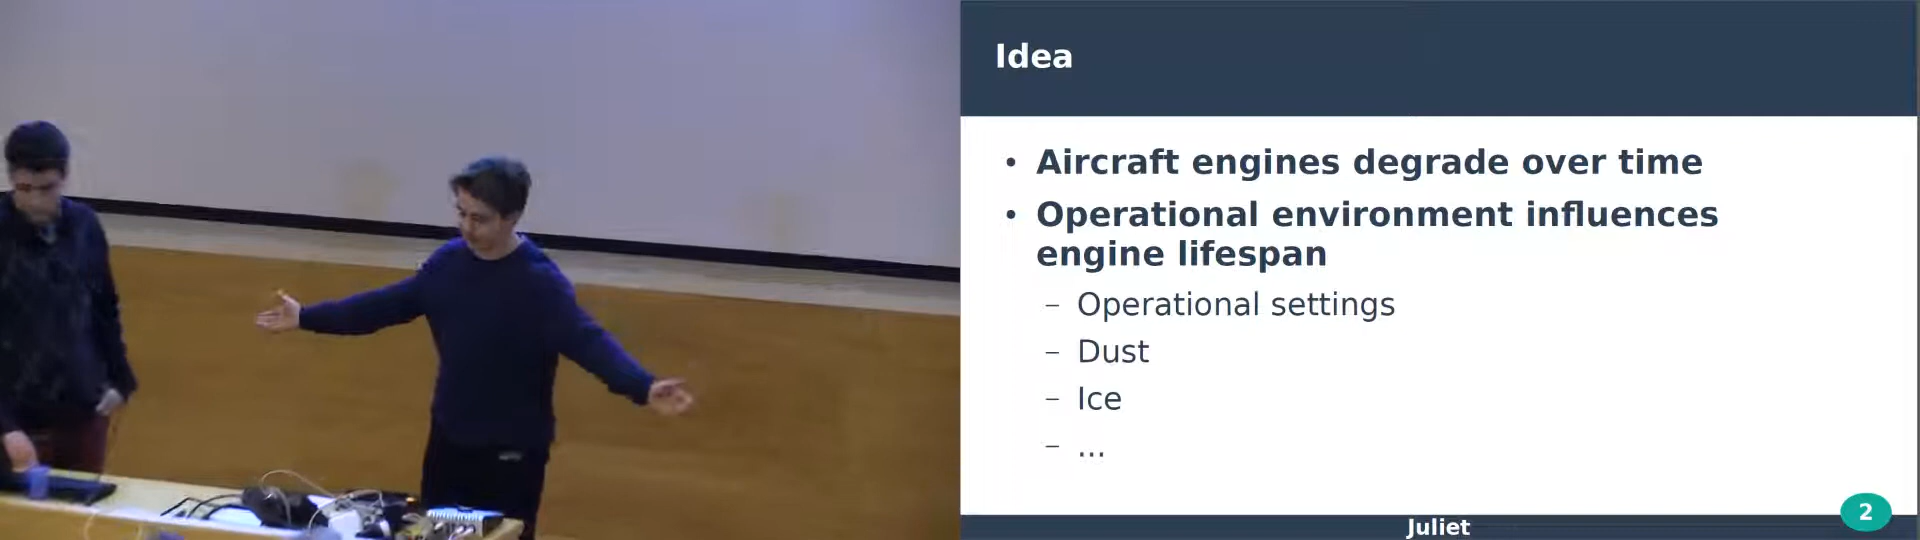 Idea
• Aircraft engines degrade over time
• Operational environment influences
engine lifespan
– Operational settings
– Dust
– Ice
– ...
2
Juliet